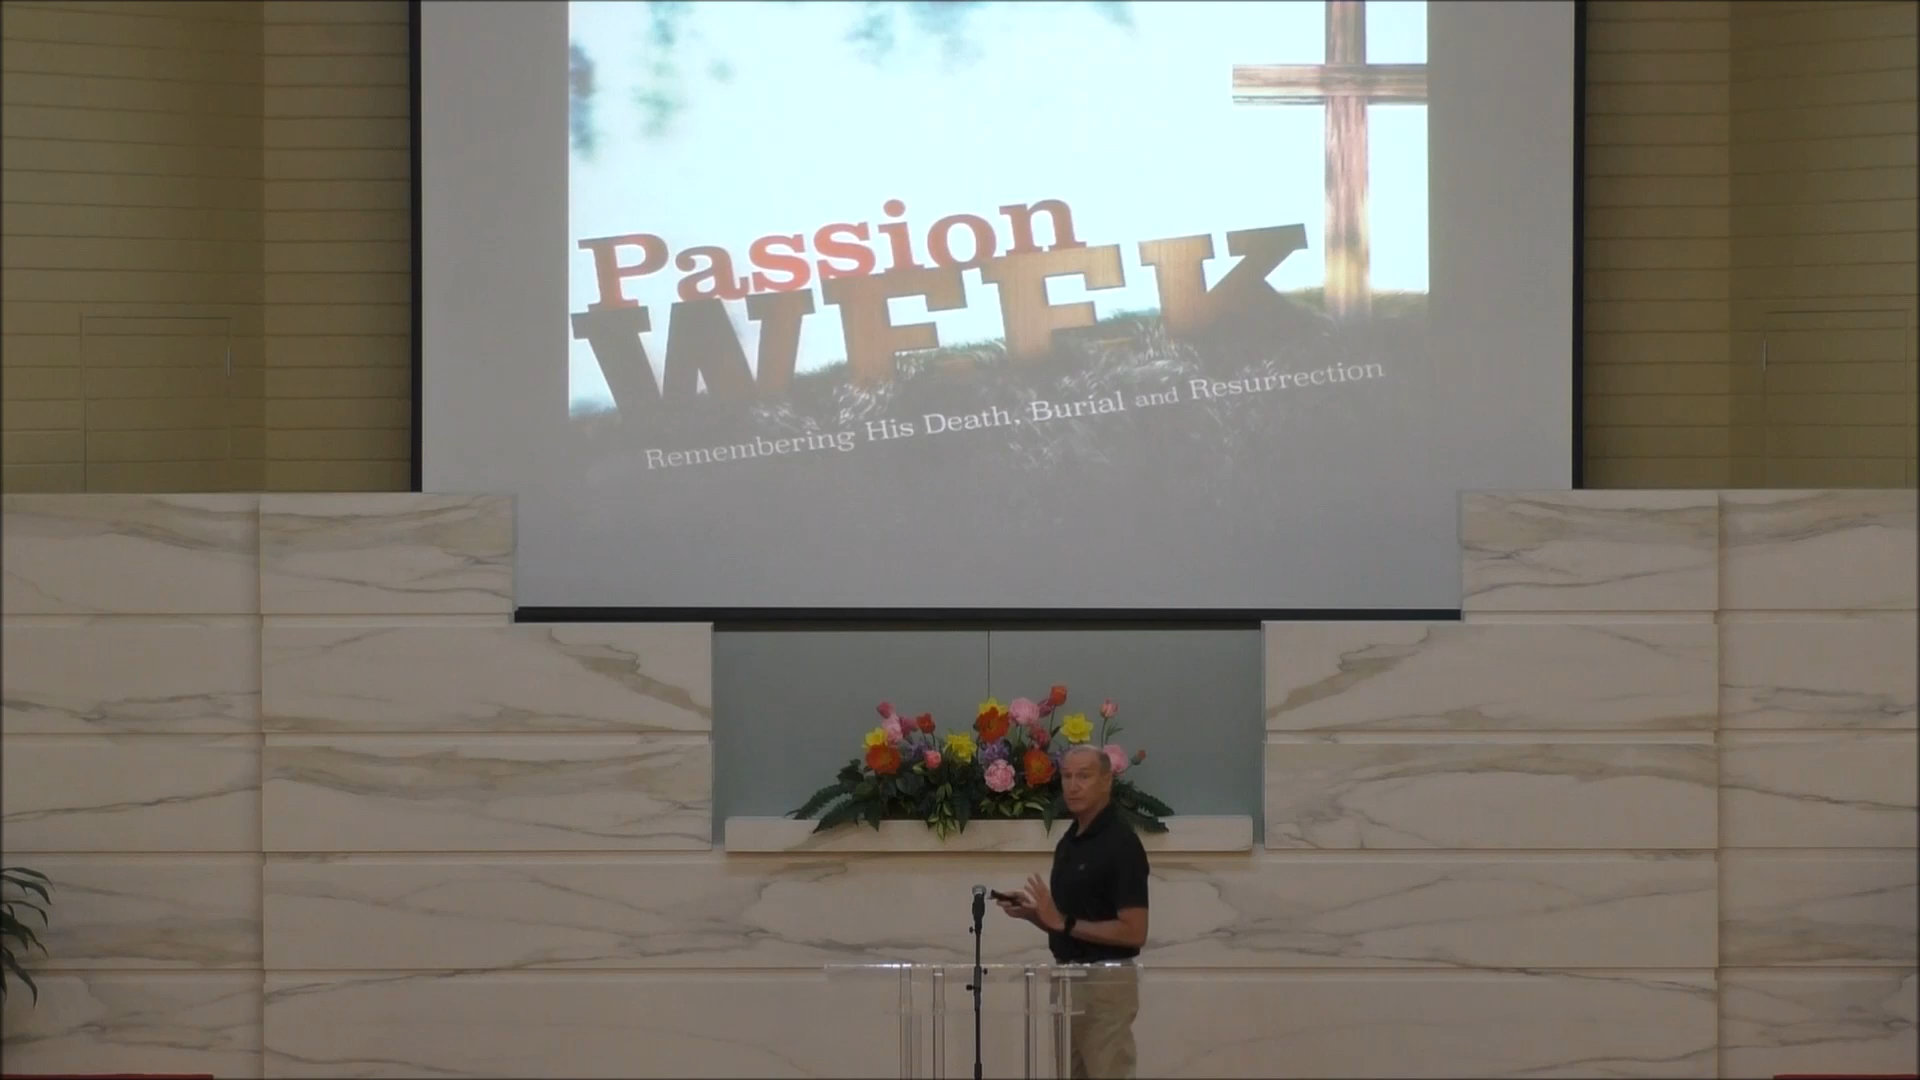 Passion
WEEK
Remembering His Death, Burial and Resurrection